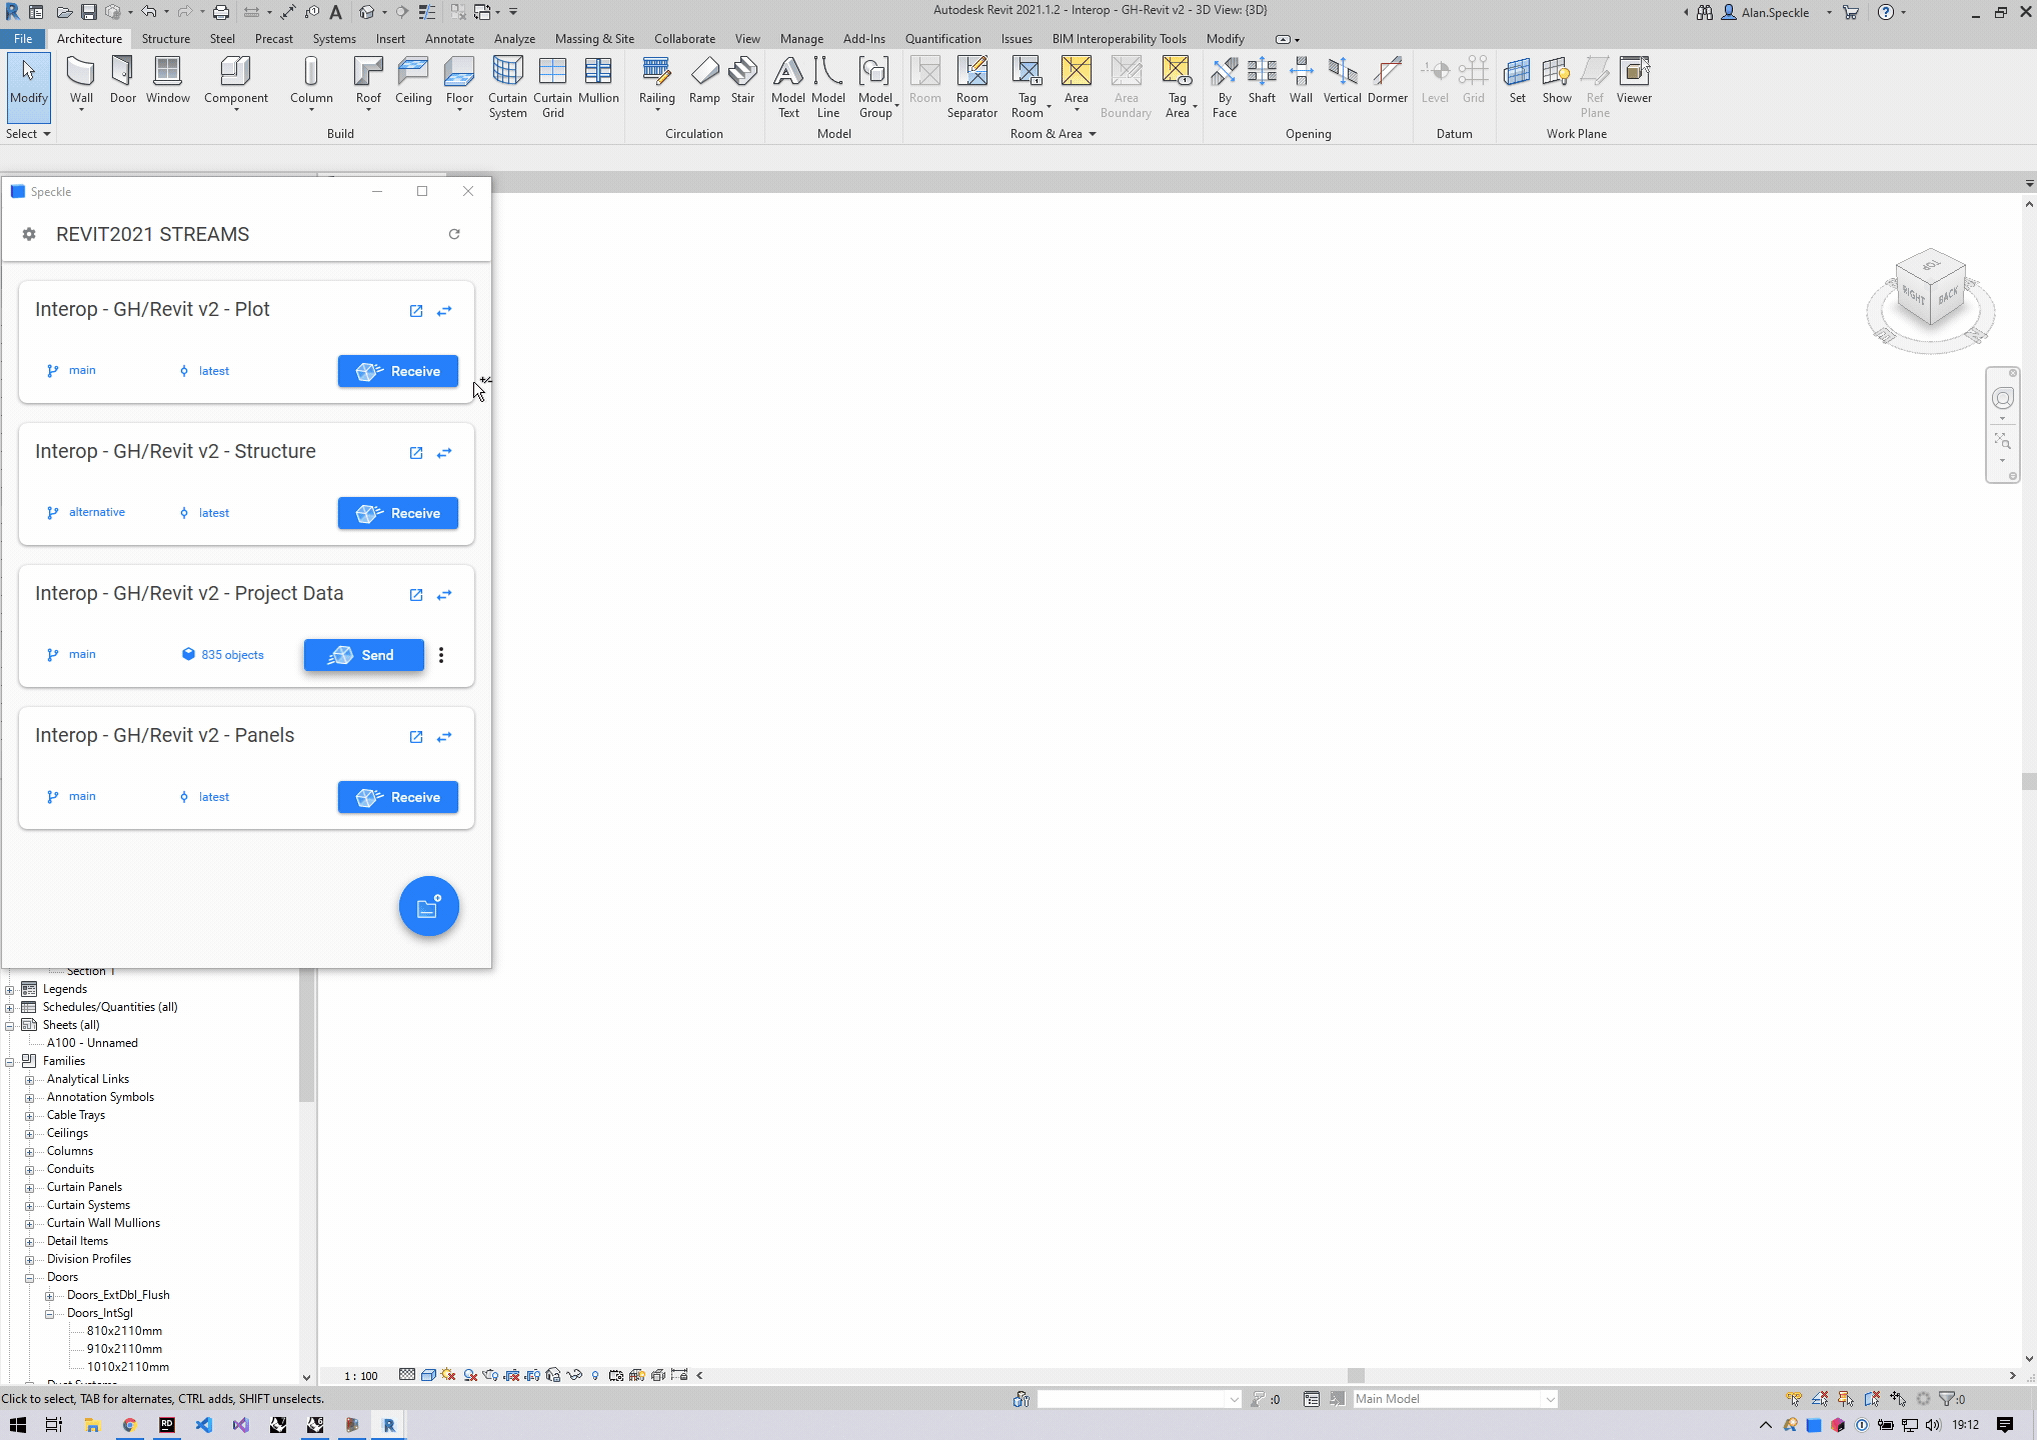 Autodesk Revit 2021.1.2 - Interop - GH-Revit v2 - 3D View: {3D}
Alan.Speckle
File Architecture Structure Steel Precast Systems Insert Annotate Analyze Massing & Site Collaborate View Manage Add-Ins Quantification Issues BIM Interoperability Tools Modify
Modify Wall Door Window Component Column Roof Ceiling Floor Curtain System Curtain Grid Mullion Railing Ramp Stair Model Text Model Line Model Group Room Room Separator Tag Room Area Area Boundary Tag Area By Face Shaft Wall Vertical Dormer Level Grid Set Show Ref Plane Viewer
Select Build Circulation Model Room & Area Opening Datum Work Plane
Speckle
REVIT2021 STREAMS
Interop - GH/Revit v2 - Plot
main latest Receive
Interop - GH/Revit v2 - Structure
alternative latest Receive
Interop - GH/Revit v2 - Project Data
main 835 objects Send
Interop - GH/Revit v2 - Panels
main latest Receive
TOP
RIGHT BACK
Section 1
Legends
Schedules/Quantities (all)
Sheets (all)
A100 - Unnamed
Families
Analytical Links
Annotation Symbols
Cable Trays
Ceilings
Columns
Conduits
Curtain Panels
Curtain Systems
Curtain Wall Mullions
Detail Items
Division Profiles
Doors
Doors_ExtDbl_Flush
Doors_IntSgl
810x2110mm
910x2110mm
1010x2110mm
1 : 100
Click to select, TAB for alternates, CTRL adds, SHIFT unselects.
:0 Main Model :0
19:12